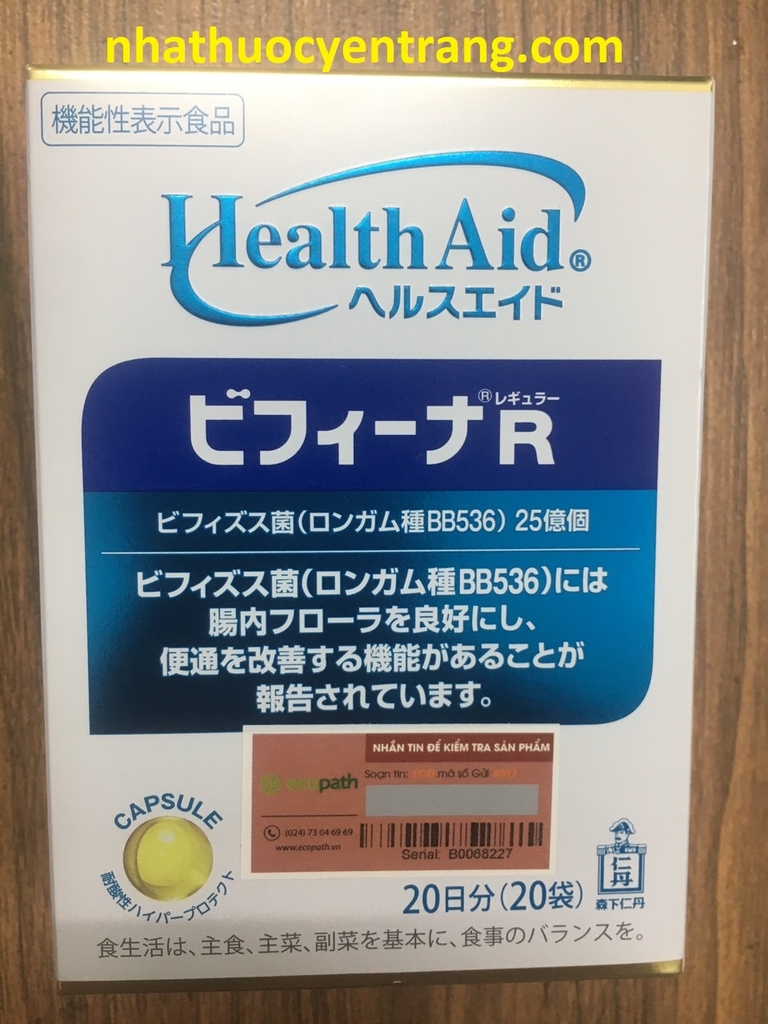 nhathuocyentrang.com
機能性表示食品
Health Aid®
ヘルスエイド
ビフィーナ® R
レギュラー
ビフィズス菌(ロンガム種BB536) 25億個
ビフィズス菌(ロンガム種BB536)には
腸内フローラを良好にし、
便通を改善する機能があることが
報告されています。
NHẮN TIN ĐỂ KIỂM TRA SẢN PHẨM
Soạn tin: ECO mã số Gửi
ecopath
(024) 73 04 69 69
www.ecopath.vn
Serial: B0068227
CAPSULE
耐酸性ハイパープロテクト
仁丹
森下仁丹
20日分(20袋)
食生活は、主食、主菜、副菜を基本に、食事のバランスを。